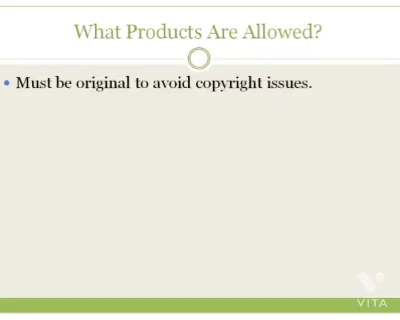 What Products Are Allowed?
Must be original to avoid copyright issues.
VITA